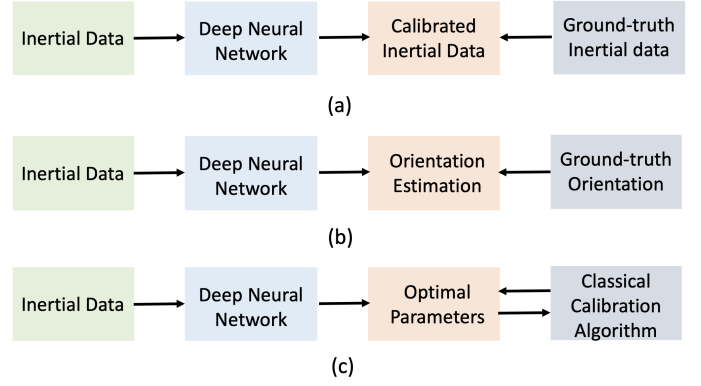 Inertial Data
Deep Neural
Network
Calibrated
Inertial Data
Ground-truth
Inertial data
(a)
Inertial Data
Deep Neural
Network
Orientation
Estimation
Ground-truth
Orientation
(b)
Inertial Data
Deep Neural
Network
Optimal
Parameters
Classical
Calibration
Algorithm
(c)